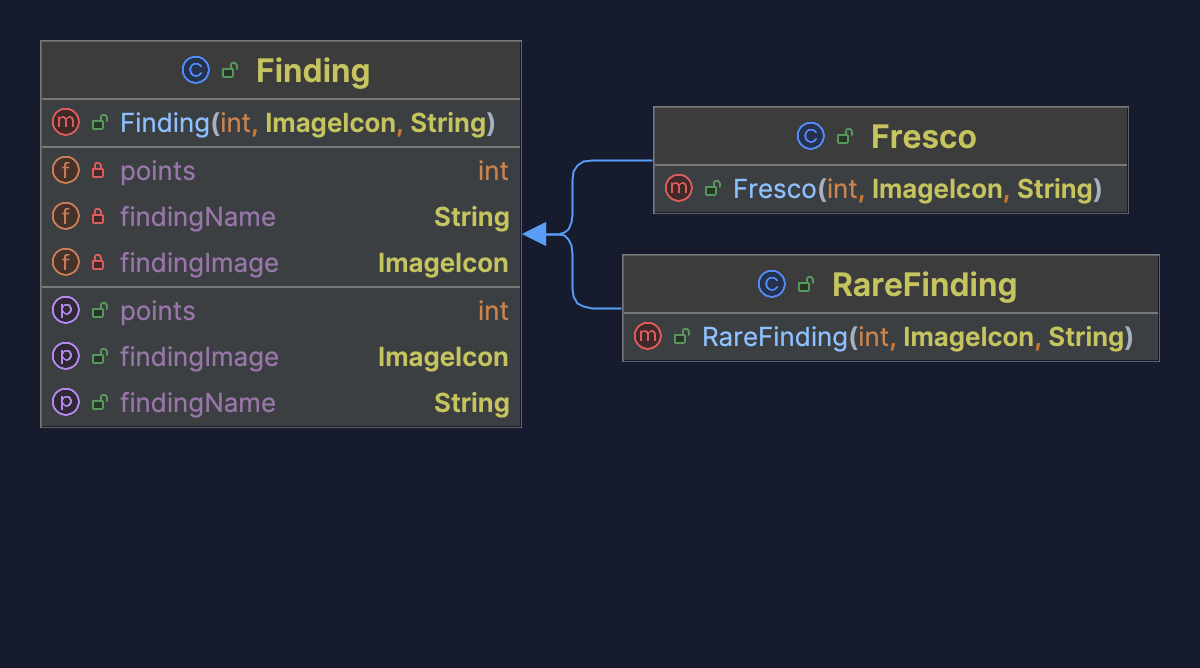 Finding
Finding(int, ImageIcon, String)
points int
findingName String
findingImage ImageIcon
points int
findingImage ImageIcon
findingName String
Fresco
Fresco(int, ImageIcon, String)
RareFinding
RareFinding(int, ImageIcon, String)